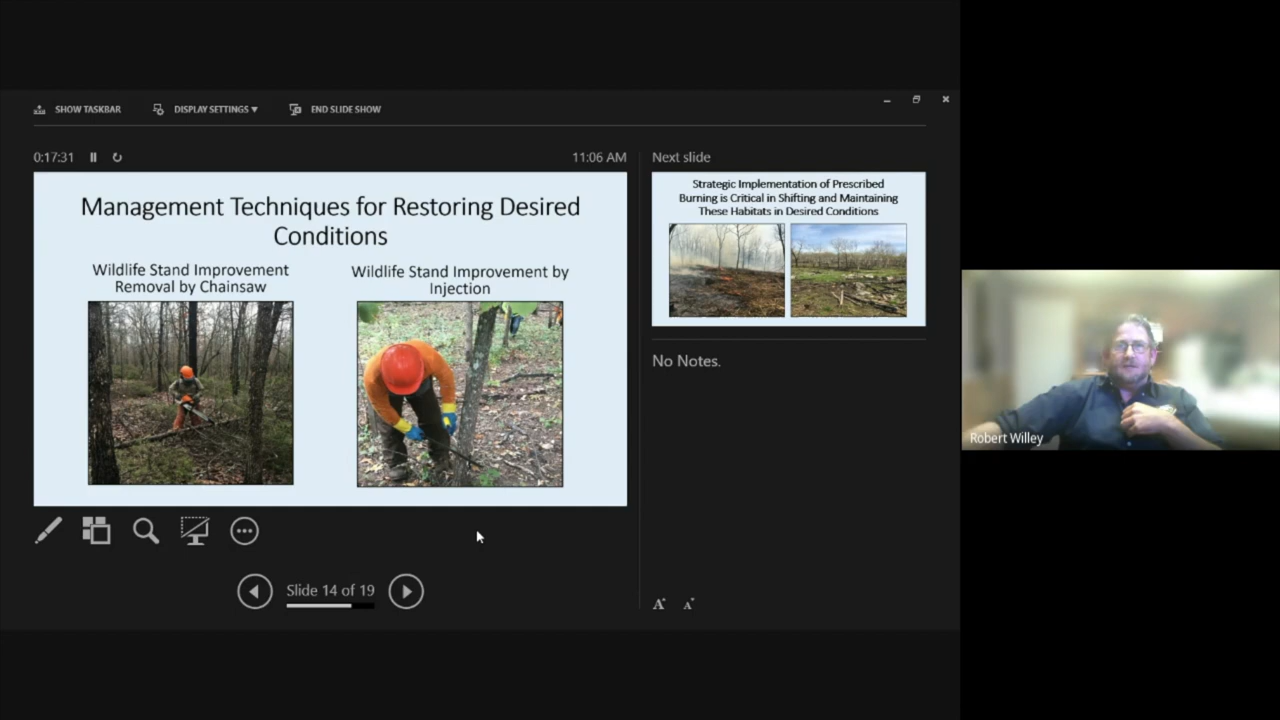 SHOW TASKBAR
DISPLAY SETTINGS
END SLIDE SHOW
0:17:31
11:06 AM
Next slide
Management Techniques for Restoring Desired
Conditions
Wildlife Stand Improvement
Removal by Chainsaw
Wildlife Stand Improvement by
Injection
Strategic Implementation of Prescribed
Burning is Critical in Shifting and Maintaining
These Habitats in Desired Conditions
No Notes.
Robert Willey
Slide 14 of 19
A A